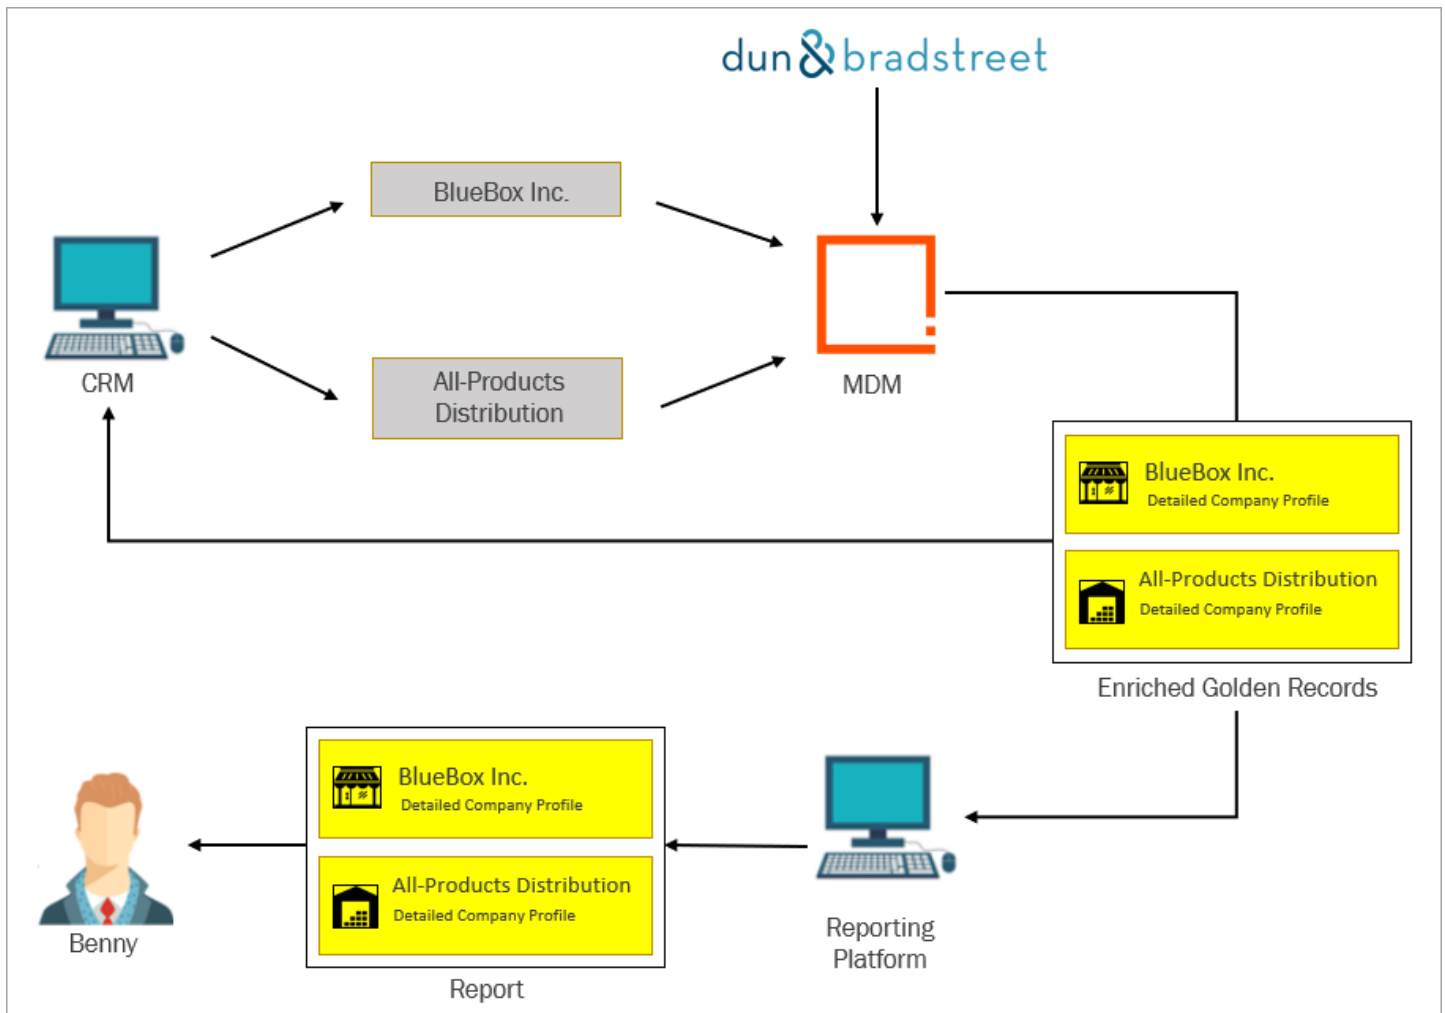 dun&bradstreet
BlueBox Inc.
CRM
All-Products
Distribution
MDM
BlueBox Inc.
Detailed Company Profile
All-Products Distribution
Detailed Company Profile
Enriched Golden Records
BlueBox Inc.
Detailed Company Profile
All-Products Distribution
Detailed Company Profile
Report
Reporting
Platform
Benny